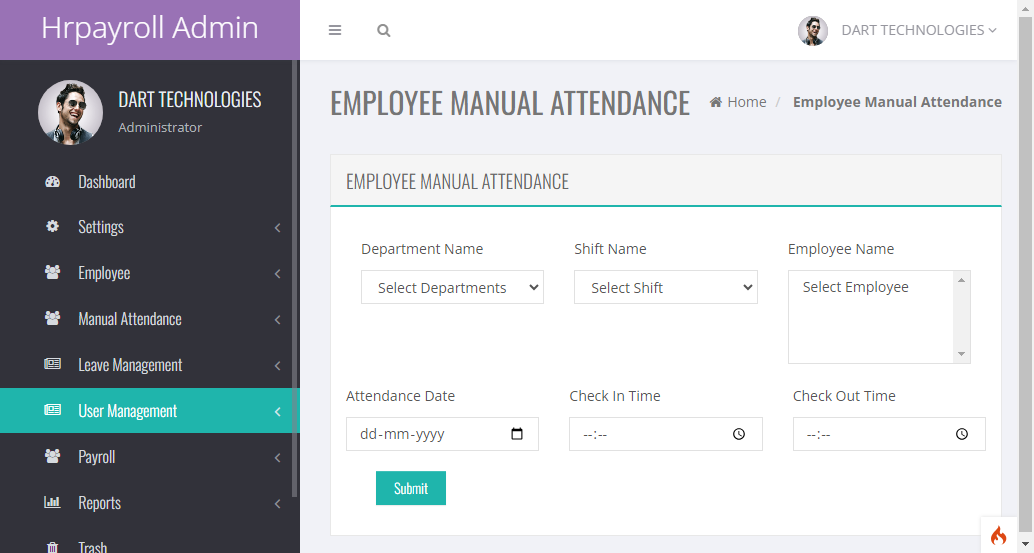 Hrpayroll Admin
DART TECHNOLOGIES
DART TECHNOLOGIES
Administrator
Dashboard
Settings
Employee
Manual Attendance
Leave Management
User Management
Payroll
Reports
Trash
EMPLOYEE MANUAL ATTENDANCE
Home / Employee Manual Attendance
EMPLOYEE MANUAL ATTENDANCE
Department Name Shift Name Employee Name
Select Departments Select Shift Select Employee
Attendance Date Check In Time Check Out Time
dd-mm-yyyy --:-- --:--
Submit